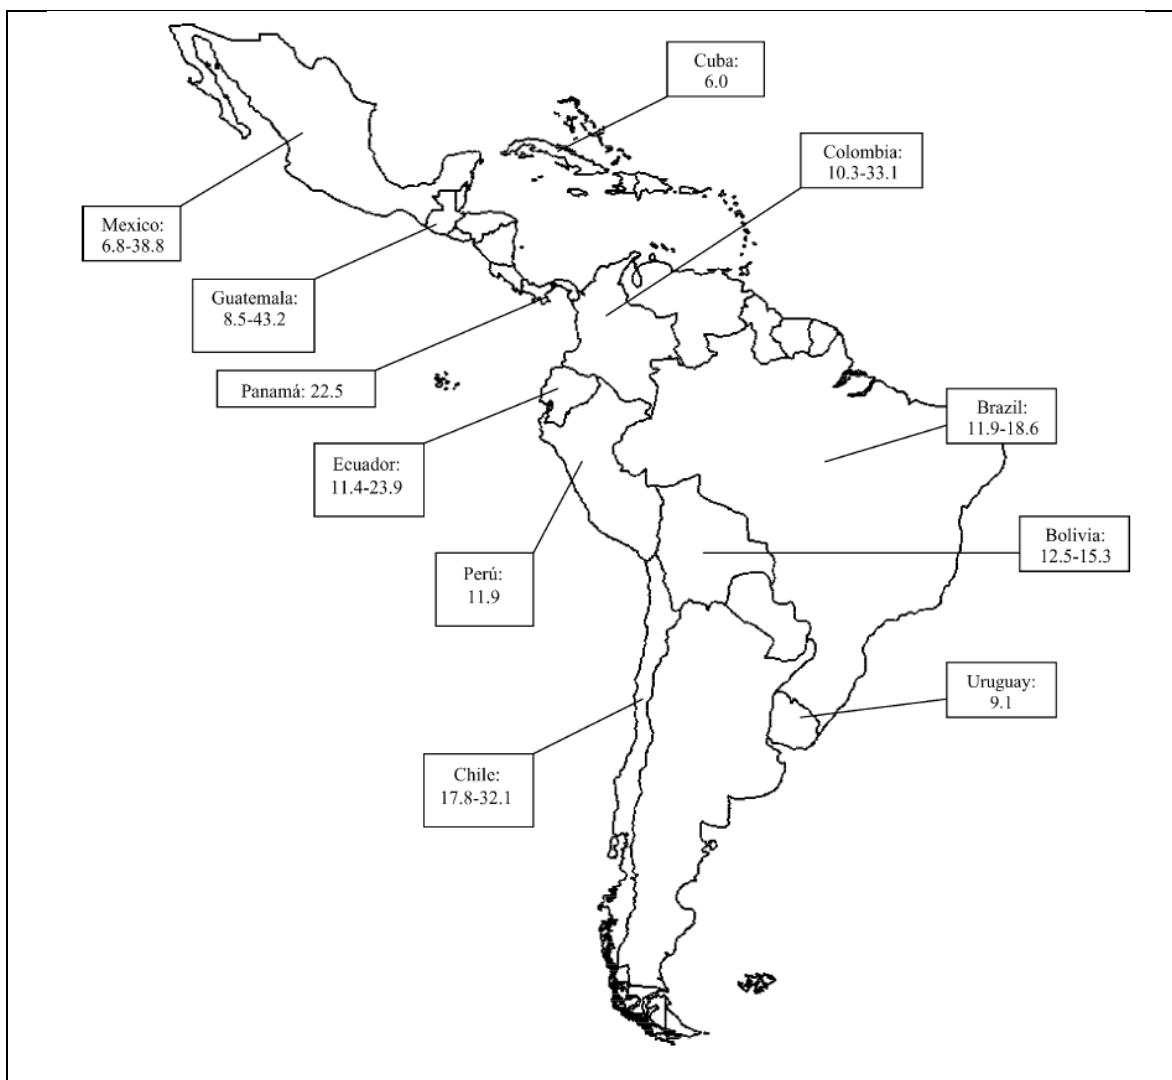 Cuba:
6.0
Colombia:
10.3-33.1
Mexico:
6.8-38.8
Guatemala:
8.5-43.2
Panamá: 22.5
Brazil:
11.9-18.6
Ecuador:
11.4-23.9
Bolivia:
12.5-15.3
Perú:
11.9
Uruguay:
9.1
Chile:
17.8-32.1